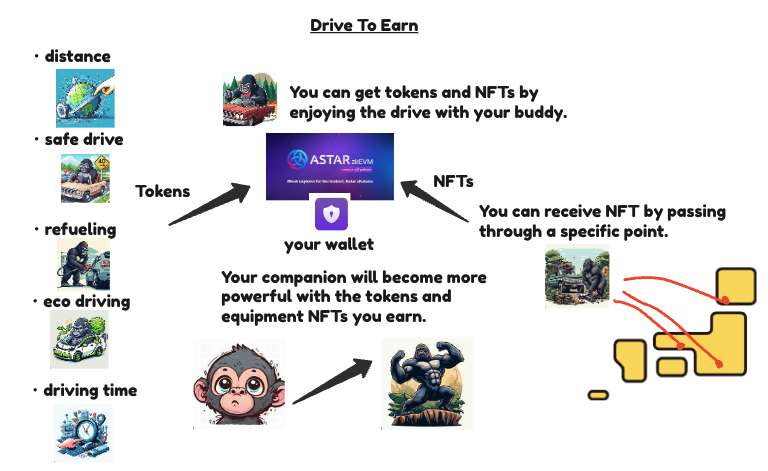 Drive To Earn
・distance
・safe drive
・refueling
・eco driving
・driving time
You can get tokens and NFTs by
enjoying the drive with your buddy.
Tokens
ASTAR zkEVM
NFTs
your wallet
You can receive NFT by passing
through a specific point.
Your companion will become more
powerful with the tokens and
equipment NFTs you earn.